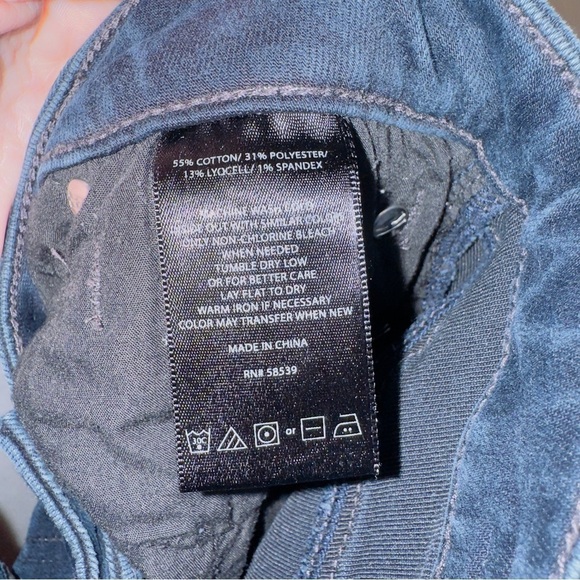 55% COTTON/ 31% POLYESTER/
13% LYOCELL/ 1% SPANDEX
MACHINE WASH COLD
INSIDE OUT WITH SIMILAR COLORS
ONLY NON-CHLORINE BLEACH
WHEN NEEDED
TUMBLE DRY LOW
OR FOR BETTER CARE
LAY FLAT TO DRY
WARM IRON IF NECESSARY
COLOR MAY TRANSFER WHEN NEW
MADE IN CHINA
RN# 58539
30C or